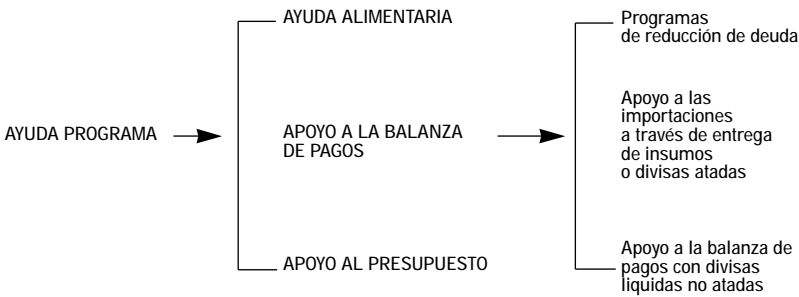 AYUDA PROGRAMA
AYUDA ALIMENTARIA
APOYO A LA BALANZA
DE PAGOS
APOYO AL PRESUPUESTO
Programas
de reducción de deuda
Apoyo a las
importaciones
a través de entrega
de insumos
o divisas atadas
Apoyo a la balanza de
pagos con divisas
liquidas no atadas